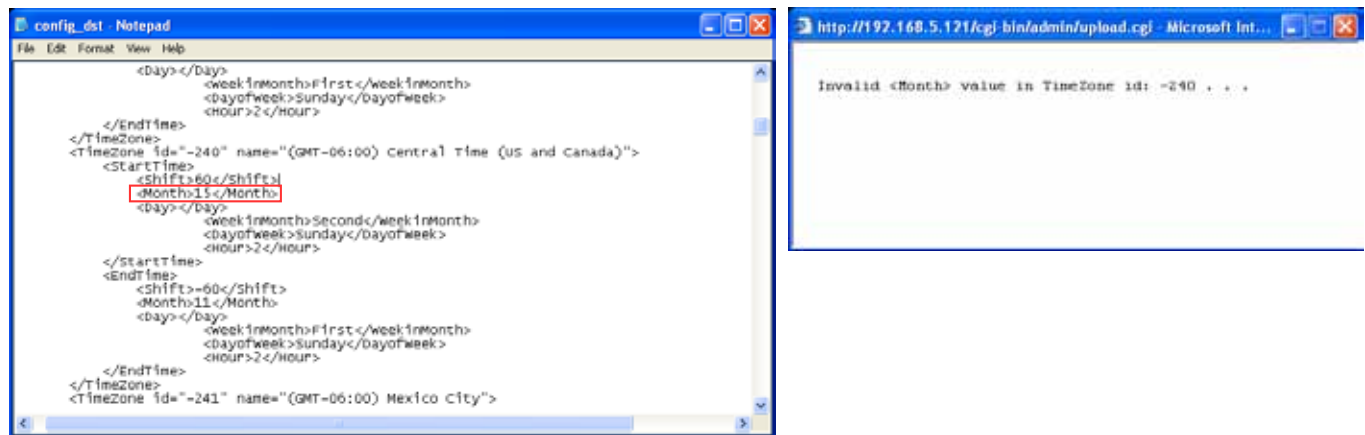 config_dst - Notepad
File Edit Format View Help
<Day></Day>
<WeekinMonth>First</WeekinMonth>
<DayofWeek>Sunday</DayofWeek>
<Hour>2</Hour>
</EndTime>
</TimeZone>
<TimeZone id="-240" name="(GMT-06:00) Central Time (US and Canada)">
<StartTime>
<Shift>60</Shift>
<Month>15</Month>
<Day></Day>
<WeekinMonth>Second</WeekinMonth>
<DayofWeek>Sunday</DayofWeek>
<Hour>2</Hour>
</StartTime>
<EndTime>
<Shift>-60</Shift>
<Month>11</Month>
<Day></Day>
<WeekinMonth>First</WeekinMonth>
<DayofWeek>Sunday</DayofWeek>
<Hour>2</Hour>
</EndTime>
</TimeZone>
<TimeZone id="-241" name="(GMT-06:00) Mexico City">
http://192.168.5.121/cgi-bin/admin/upload.cgi - Microsoft Int...
Invalid <Month> value in TimeZone id: -240 . . .